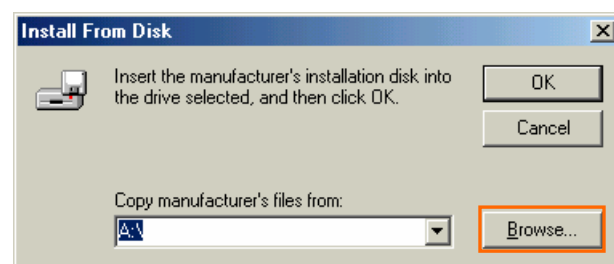 Install From Disk
Insert the manufacturer's installation disk into
the drive selected, and then click OK.
OK
Cancel
Copy manufacturer's files from:
A:\
Browse...